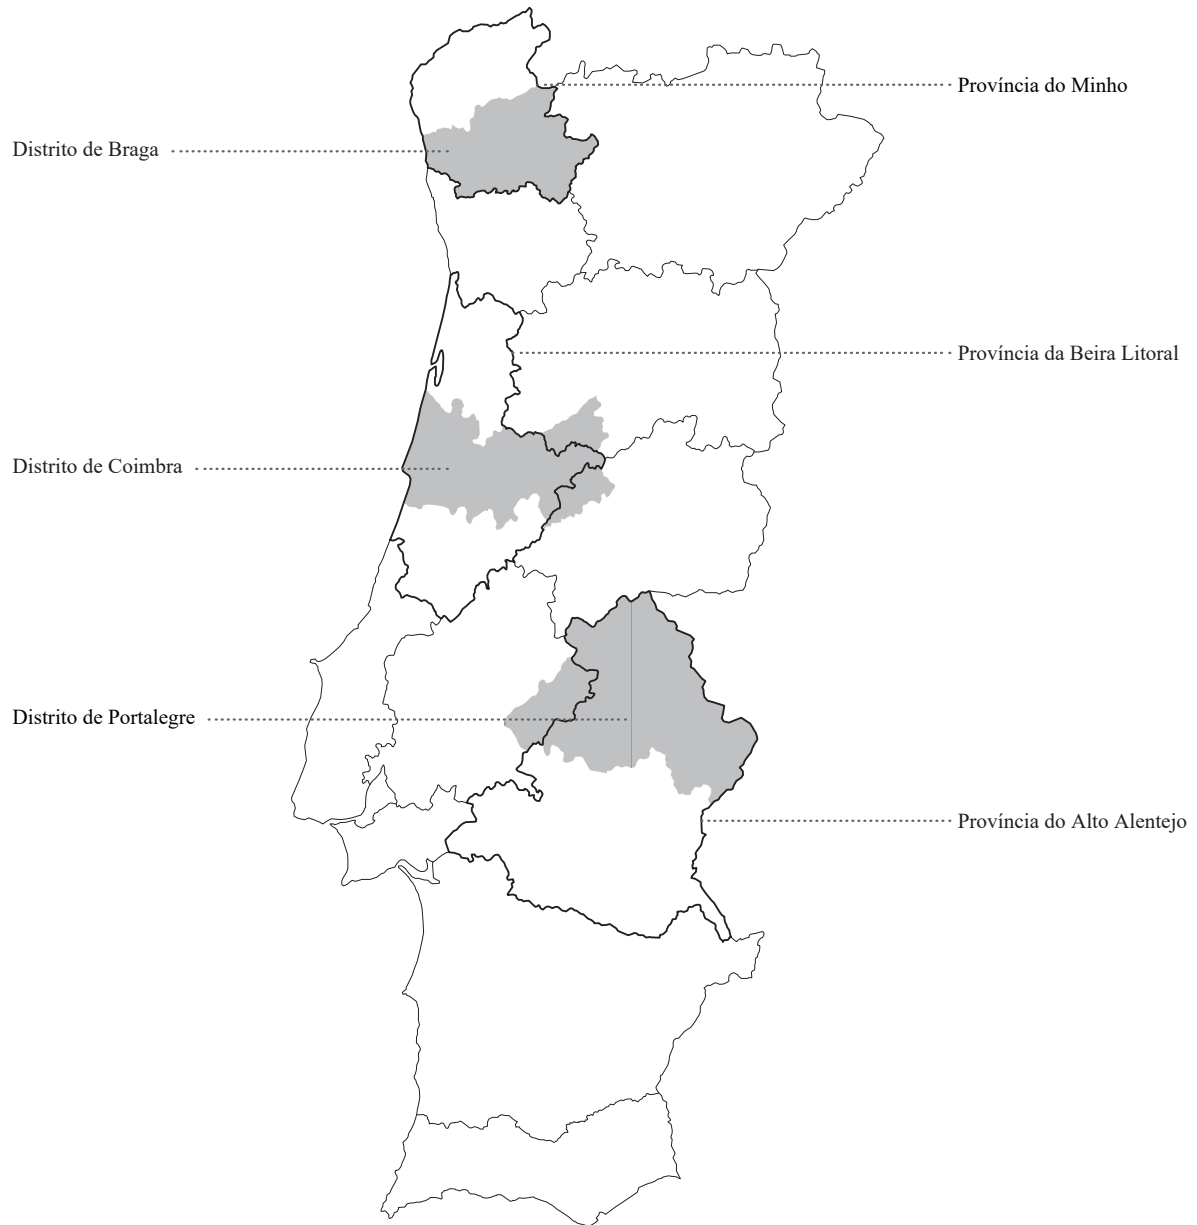 Província do Minho
Distrito de Braga
Província da Beira Litoral
Distrito de Coimbra
Distrito de Portalegre
Província do Alto Alentejo